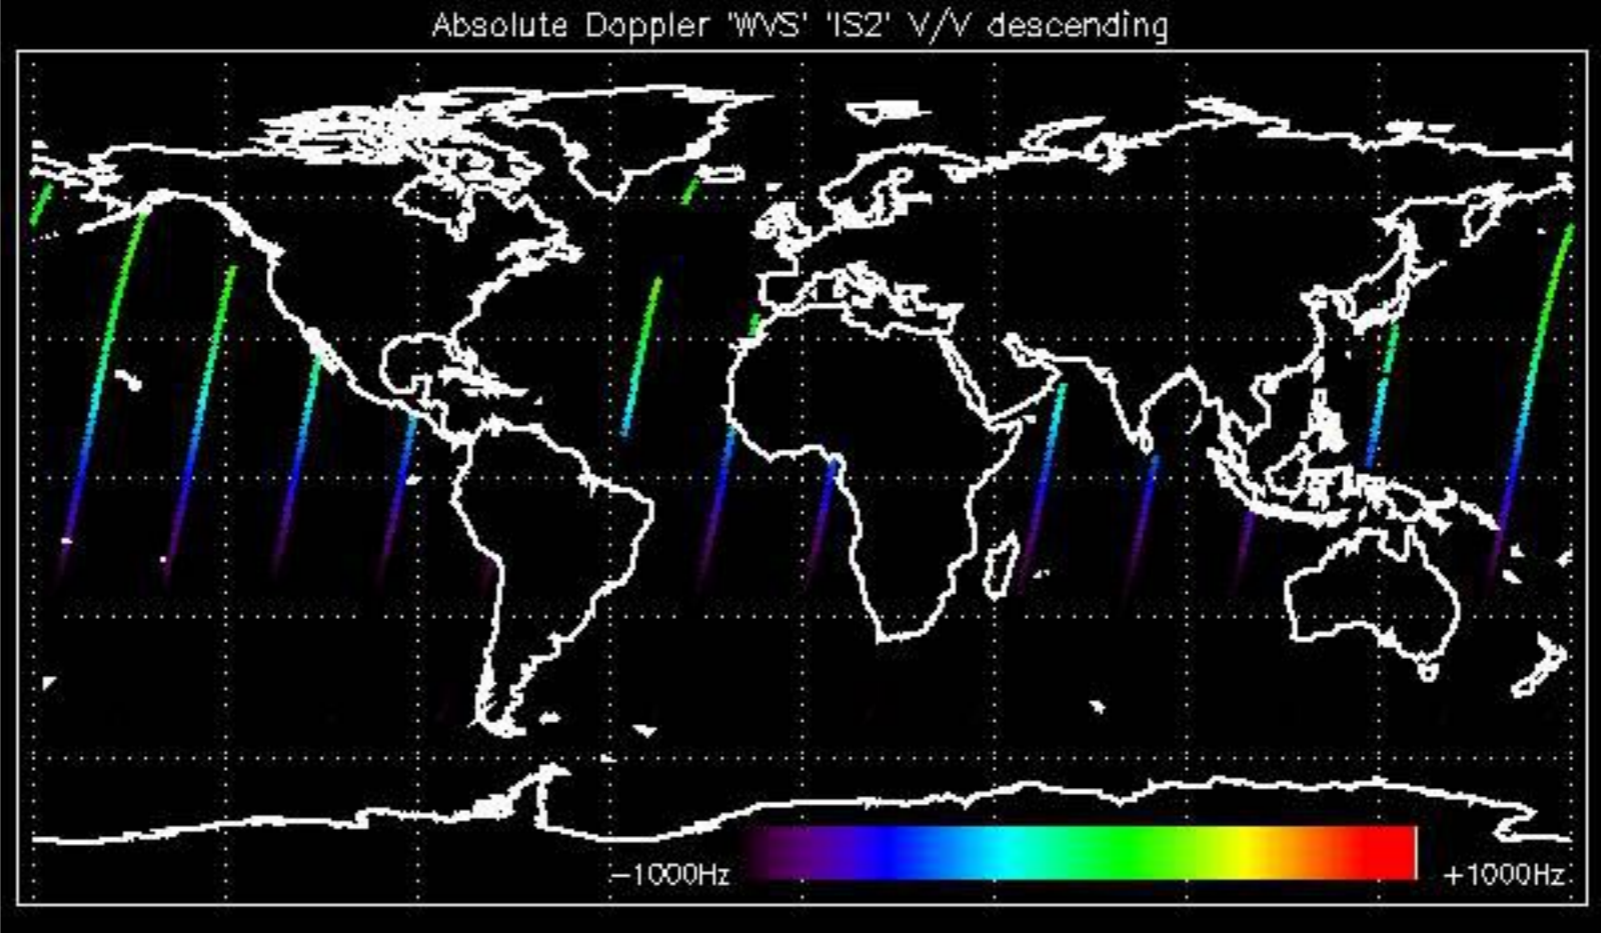 Absolute Doppler 'WVS' 'IS2' V/V descending
−1000Hz +1000Hz